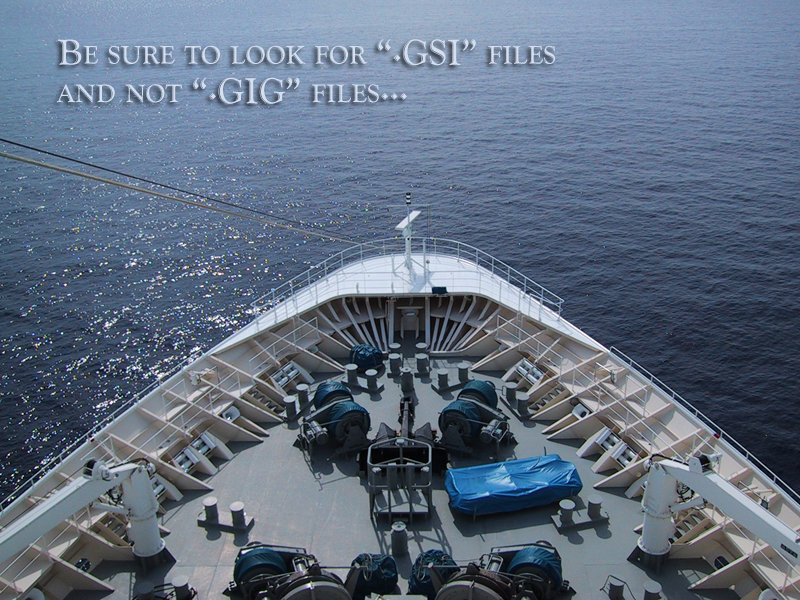 Be sure to look for “.GSI” files
and not “.GIG” files...